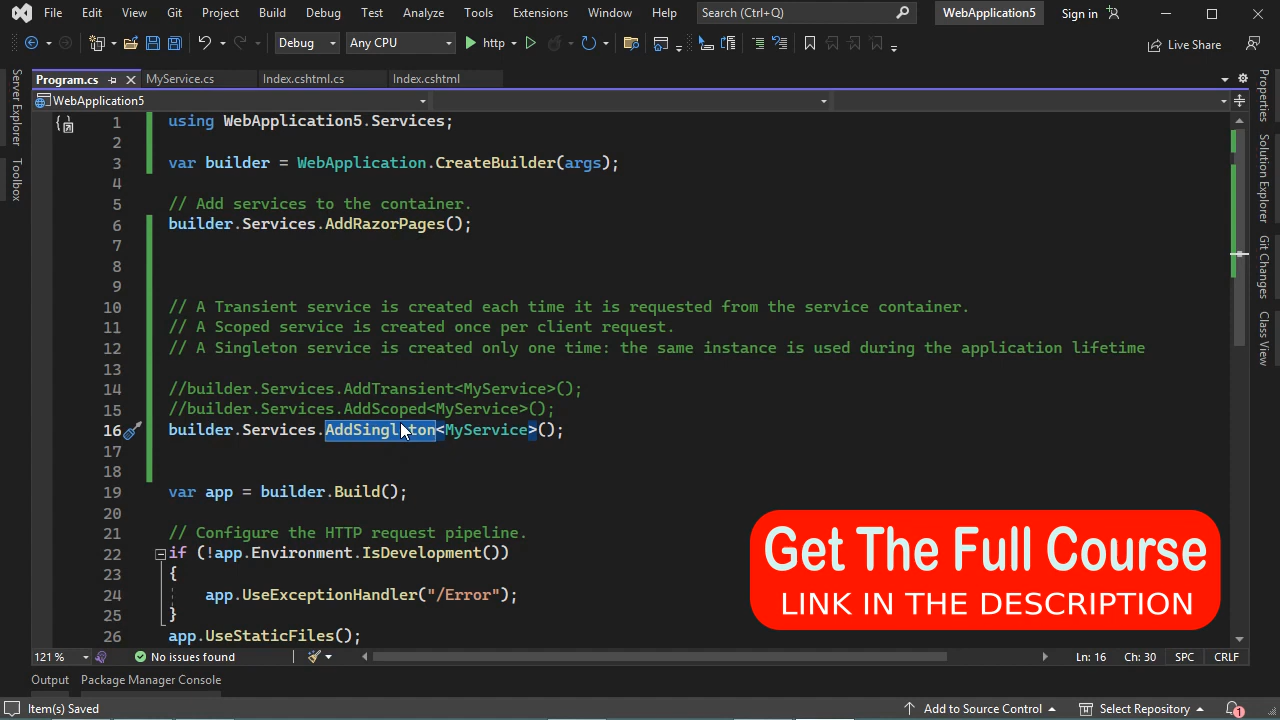 File Edit View Git Project Build Debug Test Analyze Tools Extensions Window Help Search (Ctrl+Q) WebApplication5 Sign in
Debug Any CPU http Live Share
Program.cs MyService.cs Index.cshtml.cs Index.cshtml
WebApplication5
Server Explorer
Toolbox
Properties
Solution Explorer
Git Changes
Class View
1 using WebApplication5.Services;
2
3 var builder = WebApplication.CreateBuilder(args);
4
5 // Add services to the container.
6 builder.Services.AddRazorPages();
7
8
9
10 // A Transient service is created each time it is requested from the service container.
11 // A Scoped service is created once per client request.
12 // A Singleton service is created only one time: the same instance is used during the application lifetime
13
14 //builder.Services.AddTransient<MyService>();
15 //builder.Services.AddScoped<MyService>();
16 builder.Services.AddSingleton<MyService>();
17
18
19 var app = builder.Build();
20
21 // Configure the HTTP request pipeline.
22 if (!app.Environment.IsDevelopment())
23 {
24 app.UseExceptionHandler("/Error");
25 }
26 app.UseStaticFiles();
Get The Full Course
LINK IN THE DESCRIPTION
121 % No issues found Ln: 16 Ch: 30 SPC CRLF
Output Package Manager Console
Item(s) Saved Add to Source Control Select Repository 1